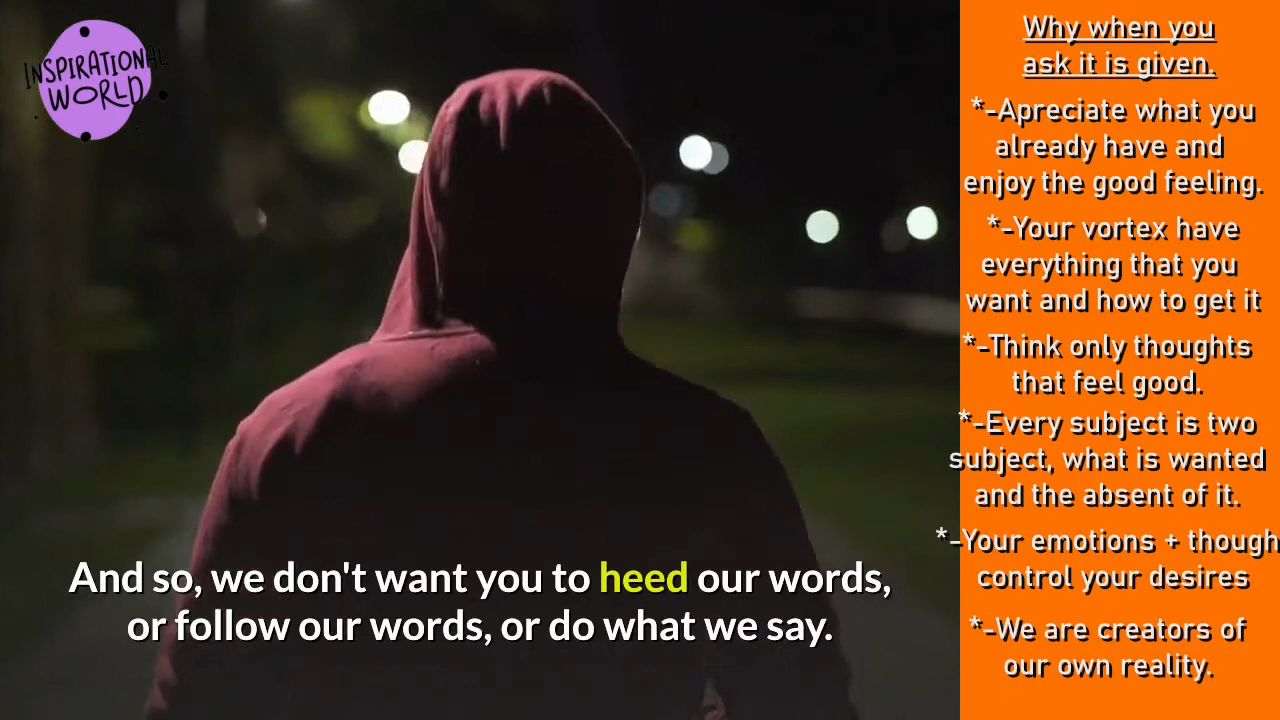 INSPIRATIONAL
WORLD
And so, we don't want you to heed our words,
or follow our words, or do what we say.
Why when you
ask it is given.
*-Apreciate what you
already have and
enjoy the good feeling.
*-Your vortex have
everything that you
want and how to get it
*-Think only thoughts
that feel good.
*-Every subject is two
subject, what is wanted
and the absent of it.
*-Your emotions + though
control your desires
*-We are creators of
our own reality.